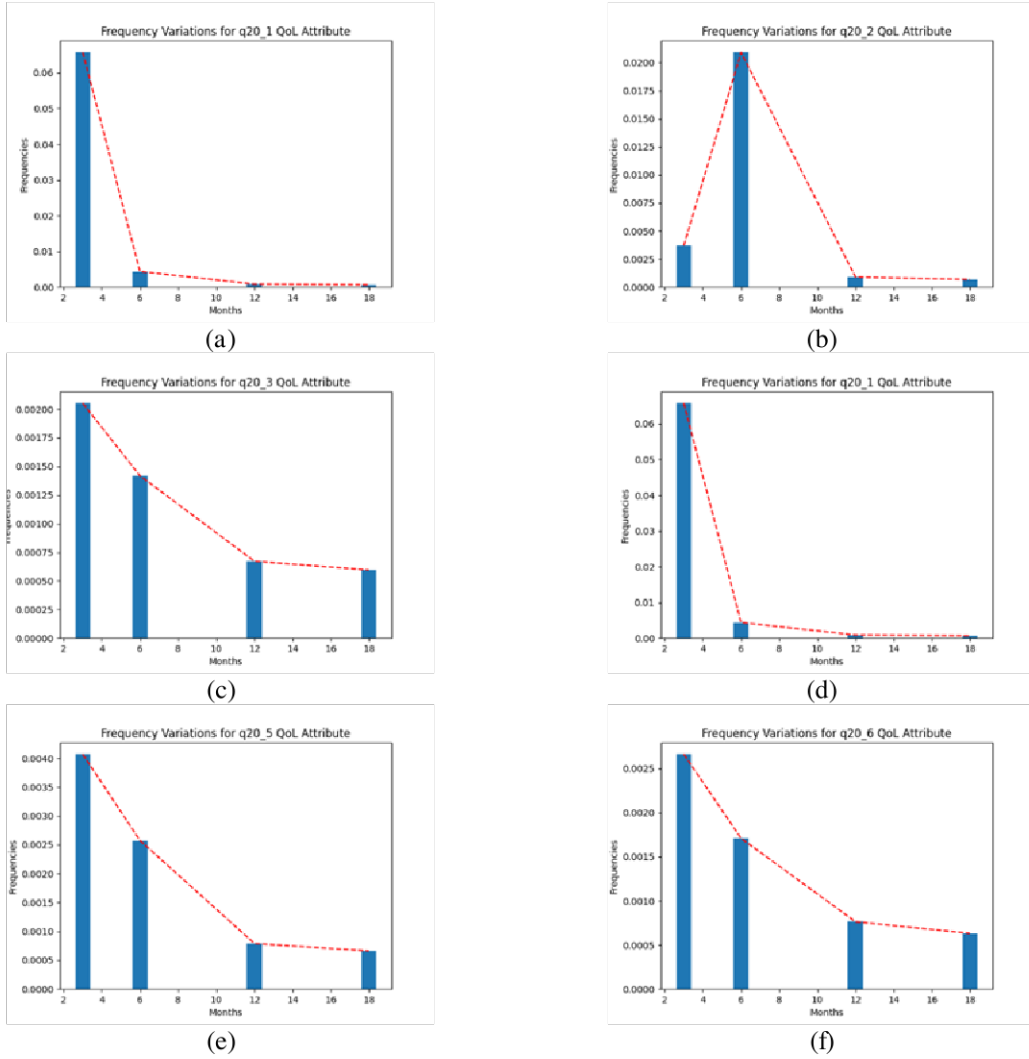 Frequency Variations for q20_1 QoL Attribute
Frequencies
0.06
0.05
0.04
0.03
0.02
0.01
0.00
2 4 6 8 10 12 14 16 18
Months
(a)
Frequency Variations for q20_2 QoL Attribute
Frequencies
0.0200
0.0175
0.0150
0.0125
0.0100
0.0075
0.0050
0.0025
0.0000
2 4 6 8 10 12 14 16 18
Months
(b)
Frequency Variations for q20_3 QoL Attribute
Frequencies
0.00200
0.00175
0.00150
0.00125
0.00100
0.00075
0.00050
0.00025
0.00000
2 4 6 8 10 12 14 16 18
Months
(c)
Frequency Variations for q20_1 QoL Attribute
Frequencies
0.06
0.05
0.04
0.03
0.02
0.01
0.00
2 4 6 8 10 12 14 16 18
Months
(d)
Frequency Variations for q20_5 QoL Attribute
Frequencies
0.0040
0.0035
0.0030
0.0025
0.0020
0.0015
0.0010
0.0005
0.0000
2 4 6 8 10 12 14 16 18
Months
(e)
Frequency Variations for q20_6 QoL Attribute
Frequencies
0.0025
0.0020
0.0015
0.0010
0.0005
0.0000
2 4 6 8 10 12 14 16 18
Months
(f)